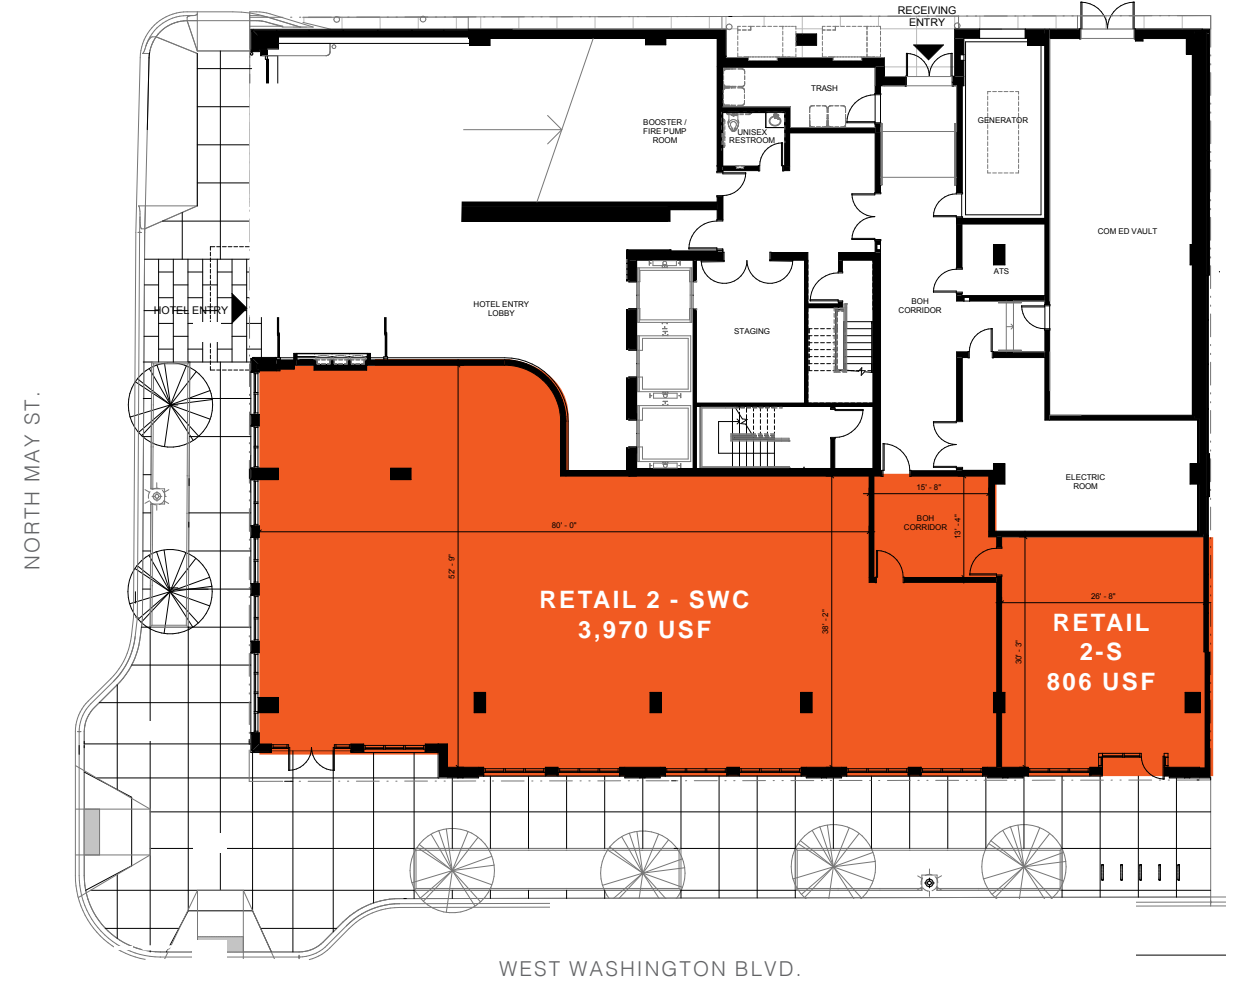 RECEIVING
ENTRY
TRASH
BOOSTER /
FIRE PUMP
ROOM
UNISEX
RESTROOM
GENERATOR
COM ED VAULT
ATS
HOTEL ENTRY
HOTEL ENTRY
LOBBY
BOH
CORRIDOR
STAGING
NORTH MAY ST.
ELECTRIC
ROOM
15' - 8"
BOH
CORRIDOR
13' - 4"
80' - 0"
52' - 9"
RETAIL 2 - SWC
3,970 USF
38' - 2"
26' - 8"
30' - 3"
RETAIL
2-S
806 USF
WEST WASHINGTON BLVD.